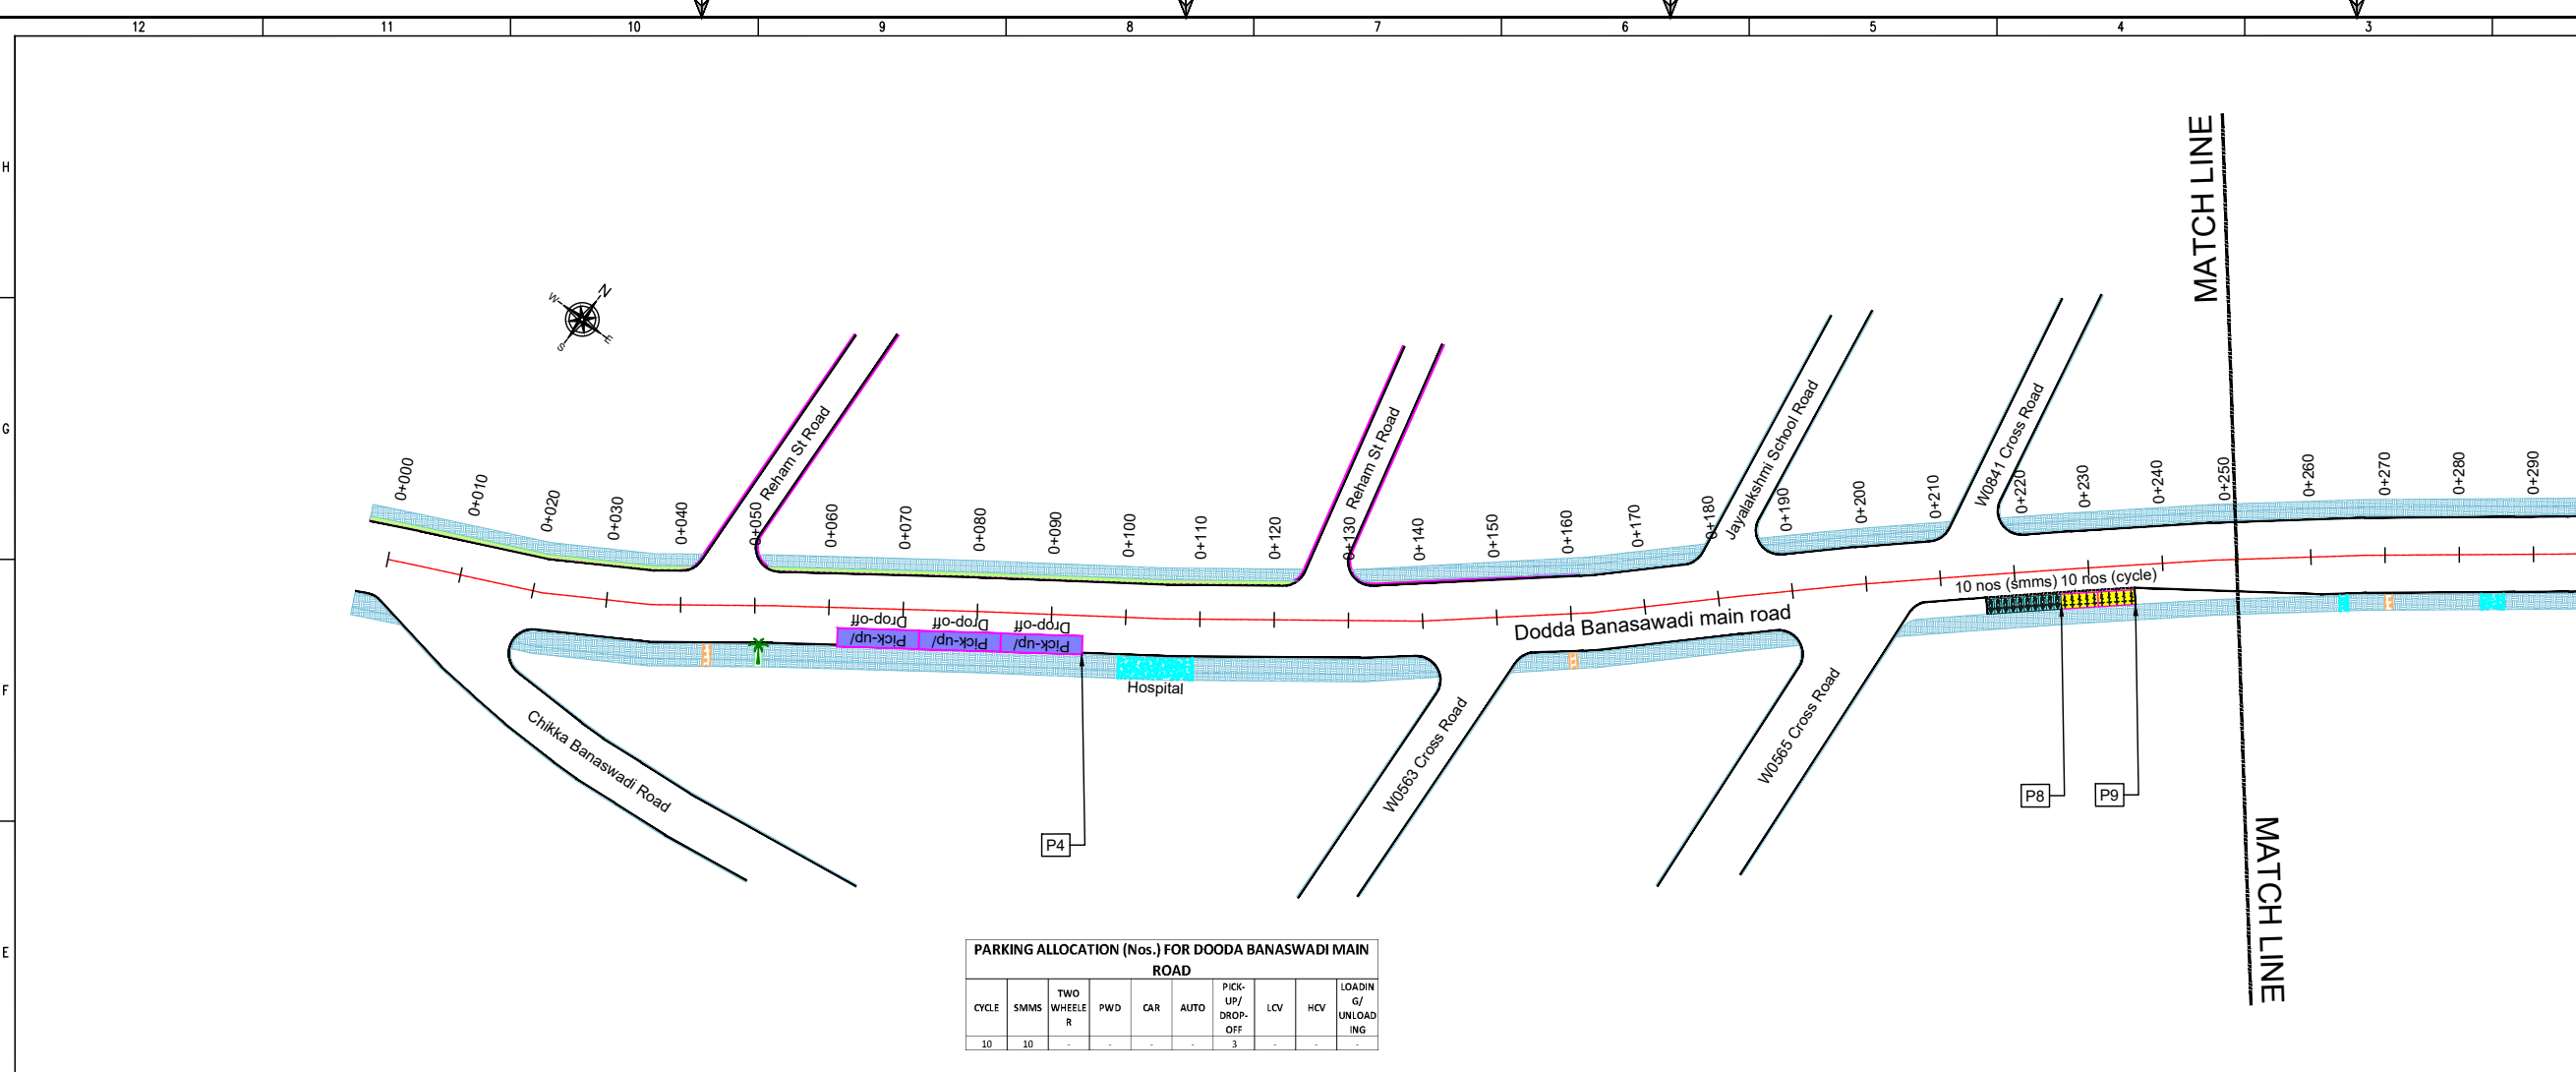 12 11 10 9 8 7 6 5 4 3
H
G
F
E
MATCH LINE
N
W
E
S
Reham St Road
Reham St Road
Jayalakshmi School Road
W0841 Cross Road
0+000 0+010 0+020 0+030 0+040 0+050 0+060 0+070 0+080 0+090 0+100 0+110 0+120 0+130 0+140 0+150 0+160 0+170 0+180 0+190 0+200 0+210 0+220 0+230 0+240 0+250 0+260 0+270 0+280 0+290
10 nos (smms) 10 nos (cycle)
Pick-up/
Drop-off
Pick-up/
Drop-off
Pick-up/
Drop-off
Dodda Banasawadi main road
Hospital
Chikka Banaswadi Road
W0563 Cross Road
W0565 Cross Road
P4
P8
P9
MATCH LINE
PARKING ALLOCATION (Nos.) FOR DOODA BANASWADI MAIN
ROAD
CYCLE SMMS TWO WHEELE R PWD CAR AUTO PICK- UP/ DROP- OFF LCV HCV LOADIN G/ UNLOAD ING
10 10 - - - - 3 - - -